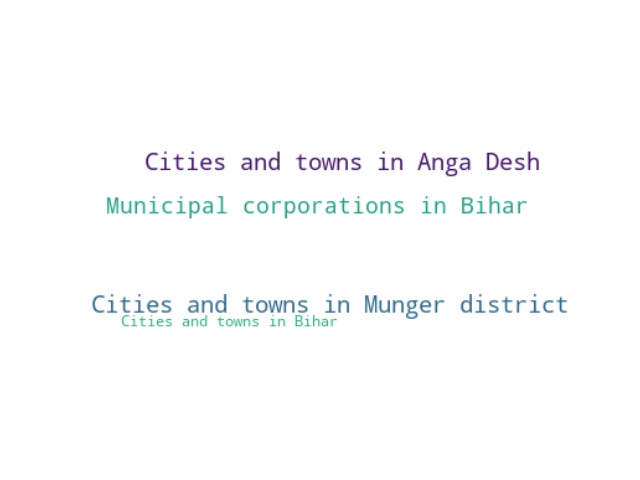 Cities and towns in Anga Desh
Municipal corporations in Bihar
Cities and towns in Munger district
Cities and towns in Bihar